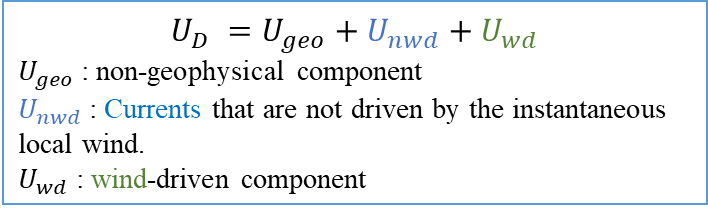 U_D = U_geo + U_nwd + U_wd
U_geo : non-geophysical component
U_nwd : Currents that are not driven by the instantaneous
local wind.
U_wd : wind-driven component